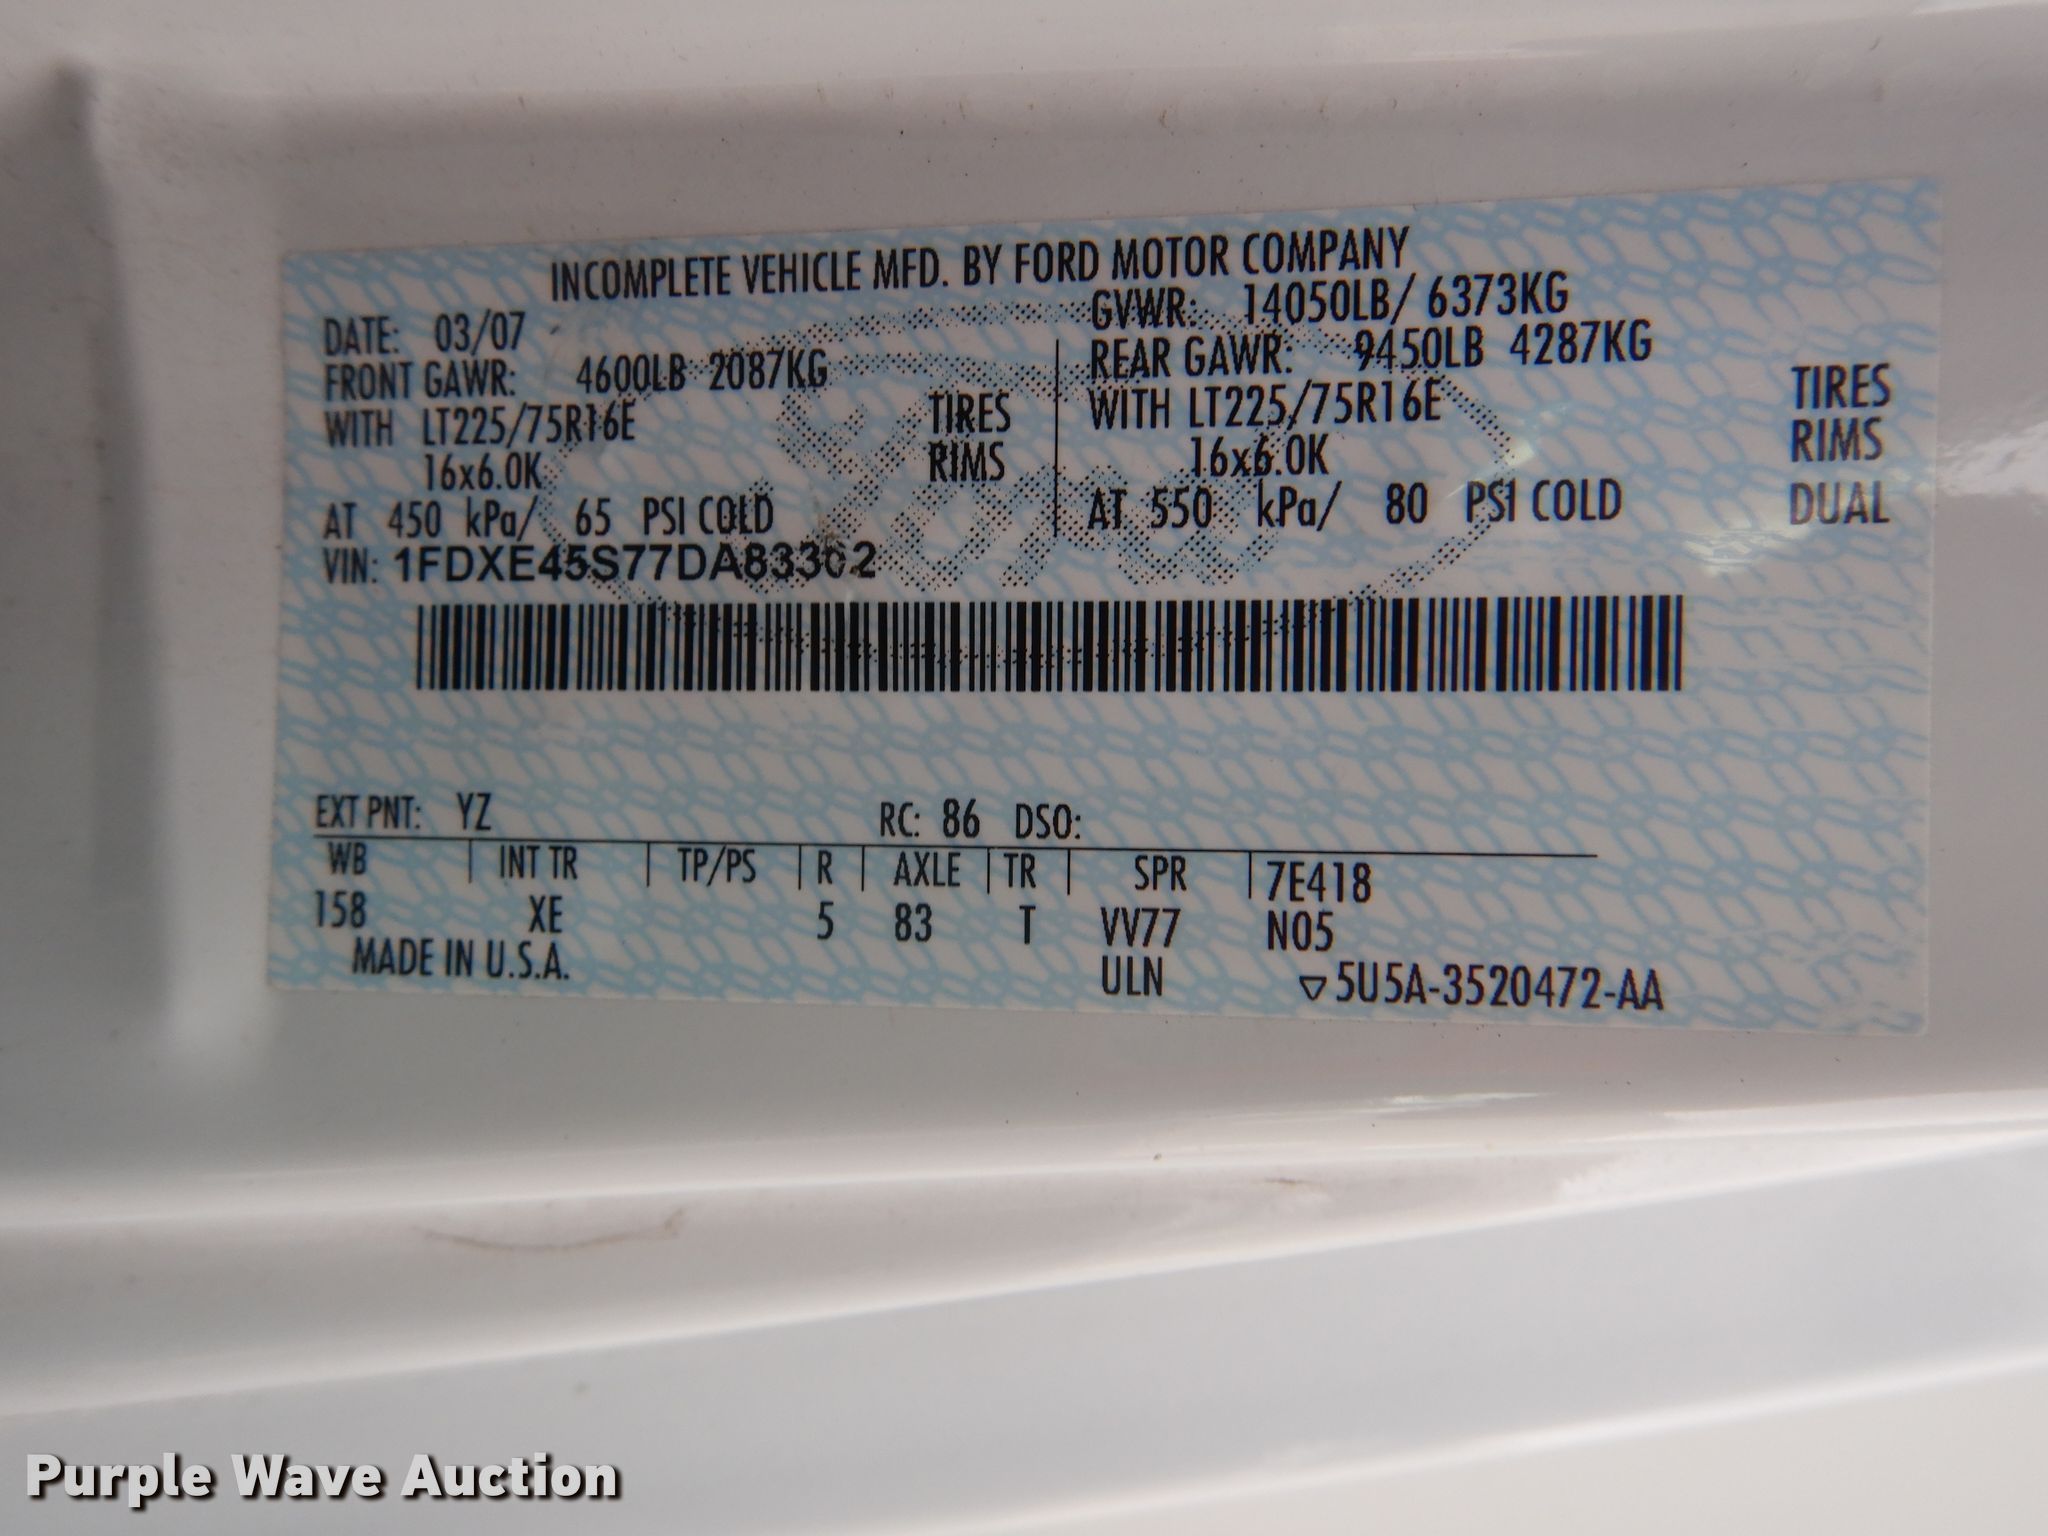 INCOMPLETE VEHICLE MFD. BY FORD MOTOR COMPANY
DATE: 03/07 GVWR: 14050LB/ 6373KG
FRONT GAWR: 4600LB 2087KG REAR GAWR: 9450LB 4287KG
WITH LT225/75R16E TIRES WITH LT225/75R16E TIRES
16x6.0K RIMS 16x6.0K RIMS
AT 450 kPa/ 65 PSI COLD AT 550 kPa/ 80 PSI COLD DUAL
VIN: 1FDXE45S77DA83362
EXT PNT: YZ RC: 86 DSO:
WB INT TR TP/PS R AXLE TR SPR 7E418
158 XE 5 83 T VV77 N05
MADE IN U.S.A. ULN ▽5U5A-3520472-AA
Purple Wave Auction